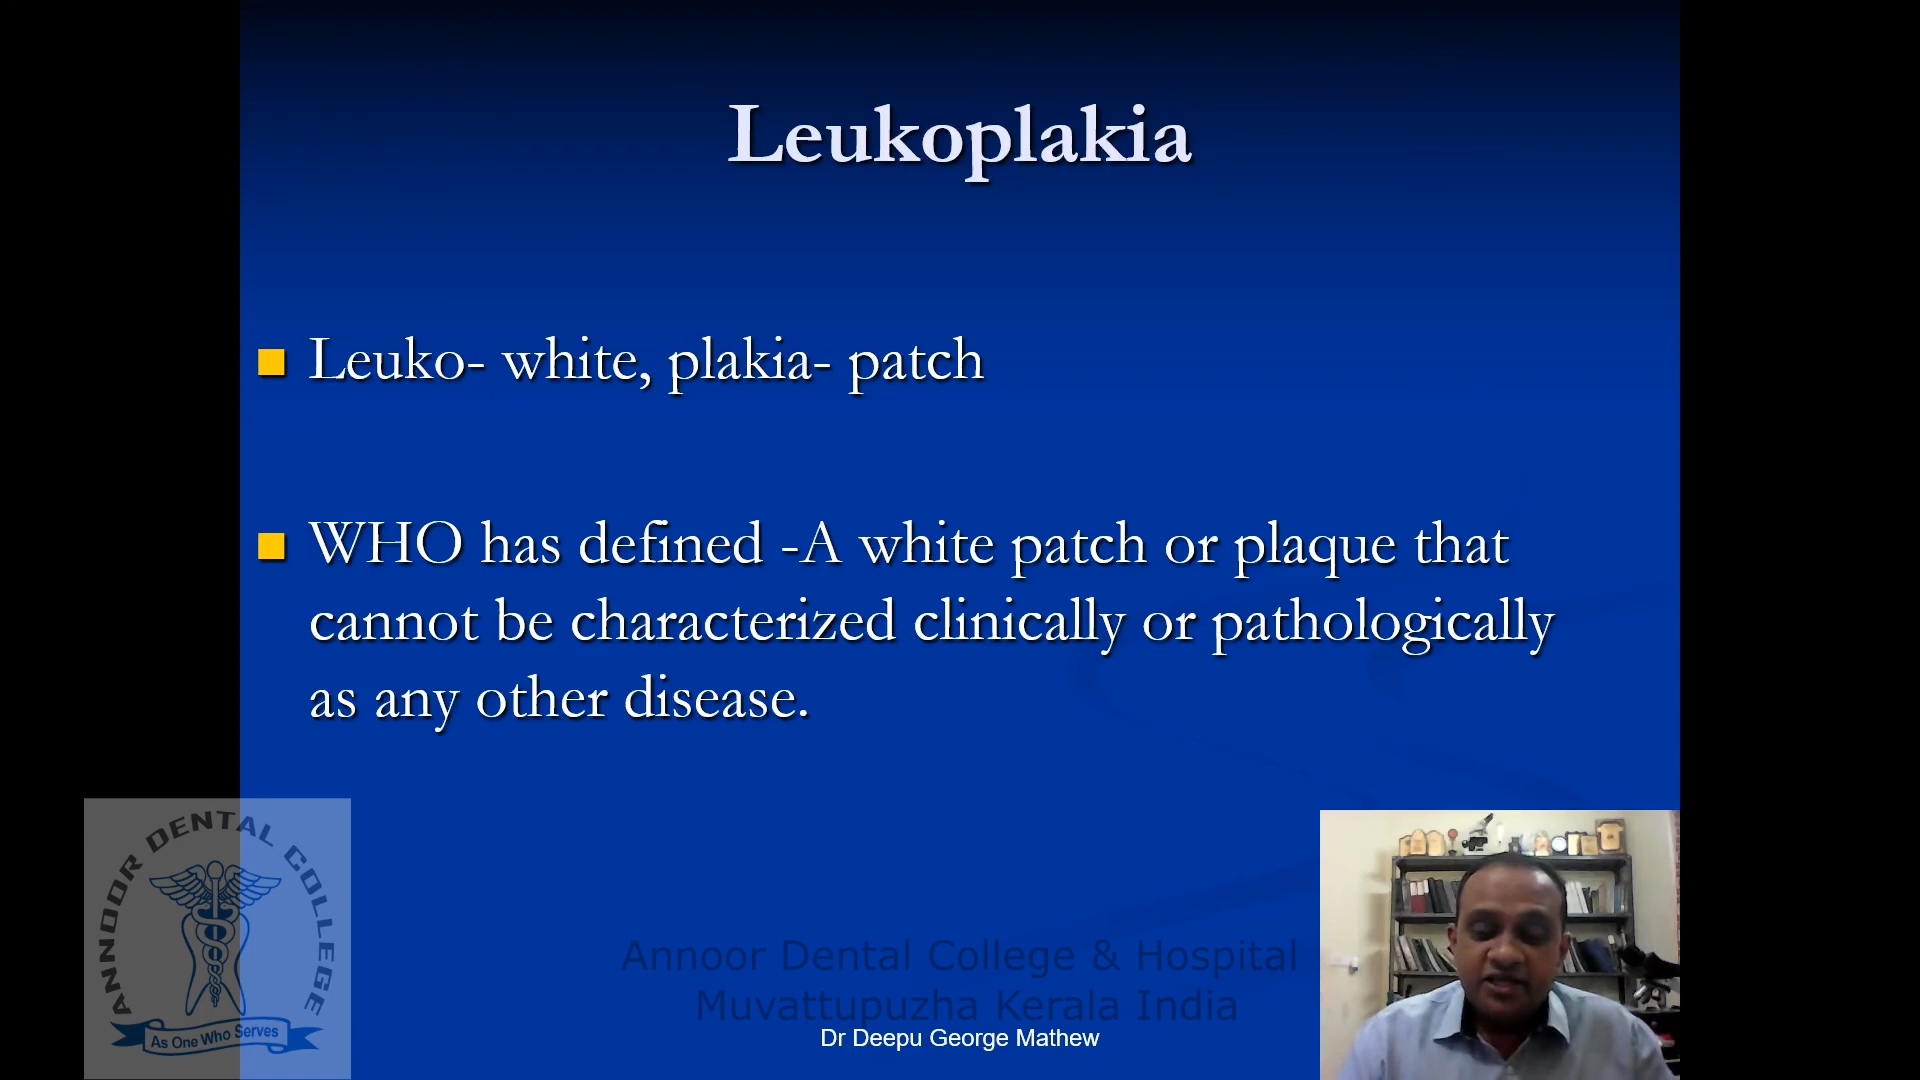 Leukoplakia
Leuko- white, plakia- patch
WHO has defined -A white patch or plaque that
cannot be characterized clinically or pathologically
as any other disease.
ANNOOR DENTAL COLLEGE
As One Who Serves
Annoor Dental College & Hospital
Muvattupuzha Kerala India
Dr Deepu George Mathew